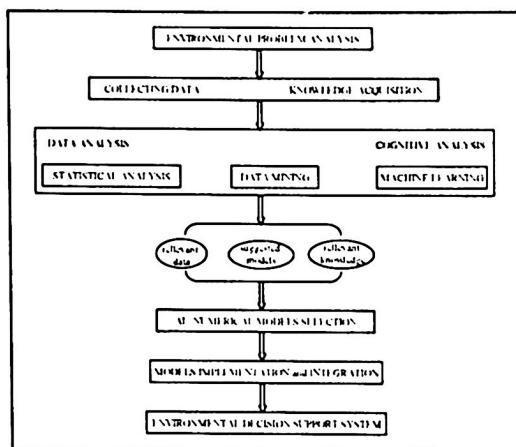 ENVIRONMENTAL PROBLEM ANALYSIS
COLLECTING DATA KNOWLEDGE ACQUISITION
DATA ANALYSIS COGNITIVE ANALYSIS
STATISTICAL ANALYSIS DATA MINING MACHINE LEARNING
relevant data
supported models
relevant knowledge
NUMERICAL MODELS SELECTION
MODELS IMPLEMENTATION and INTEGRATION
ENVIRONMENTAL DECISION SUPPORT SYSTEM